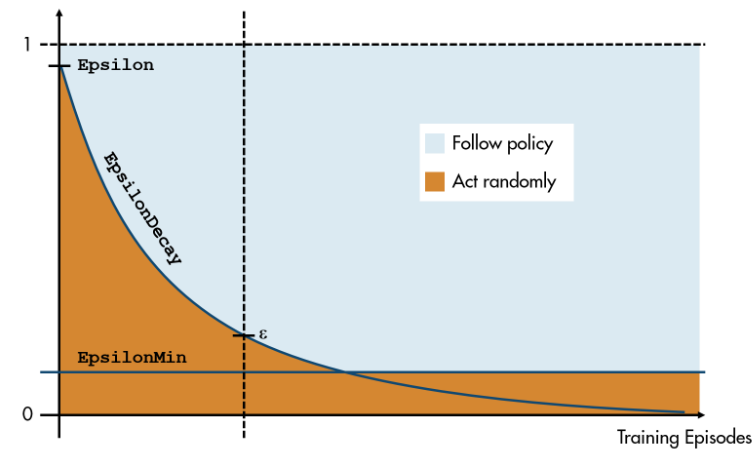 1
Epsilon
Follow policy
Act randomly
EpsilonDecay
ε
EpsilonMin
0
Training Episodes